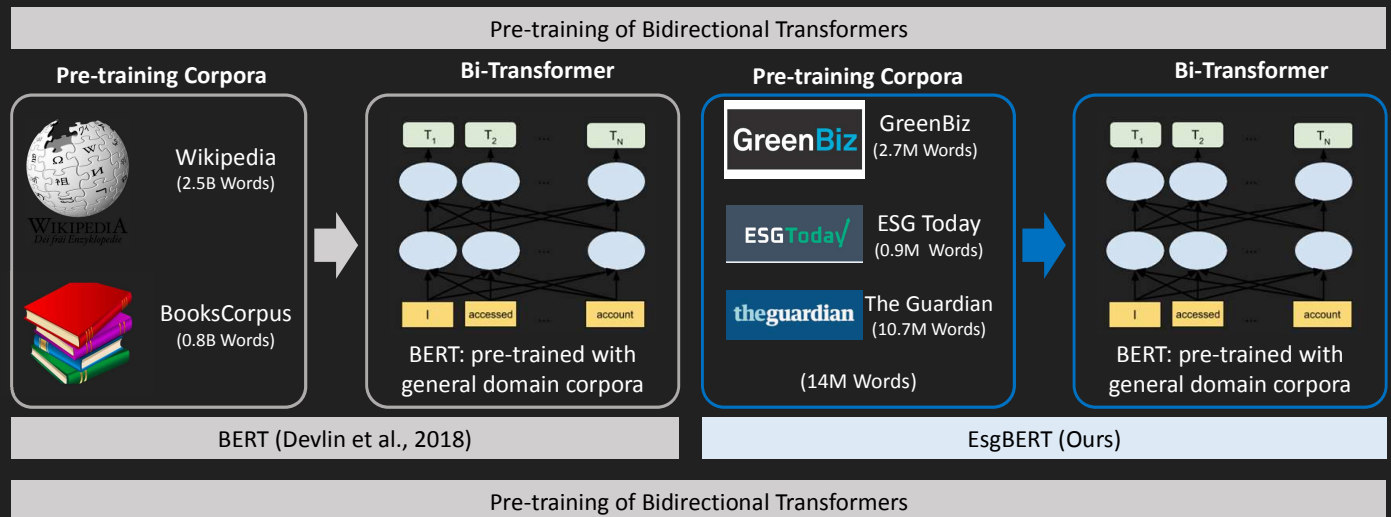 Pre-training of Bidirectional Transformers
Pre-training Corpora
WIKIPEDIA
Dei frai Enzyklopedie
Wikipedia
(2.5B Words)
BooksCorpus
(0.8B Words)
Bi-Transformer
T1 T2 ... TN
...
...
I accessed ... account
BERT: pre-trained with
general domain corpora
BERT (Devlin et al., 2018)
Pre-training Corpora
GreenBiz
GreenBiz
(2.7M Words)
ESGToday
ESG Today
(0.9M Words)
theguardian
The Guardian
(10.7M Words)
(14M Words)
Bi-Transformer
T1 T2 ... TN
...
...
I accessed ... account
BERT: pre-trained with
general domain corpora
EsgBERT (Ours)
Pre-training of Bidirectional Transformers